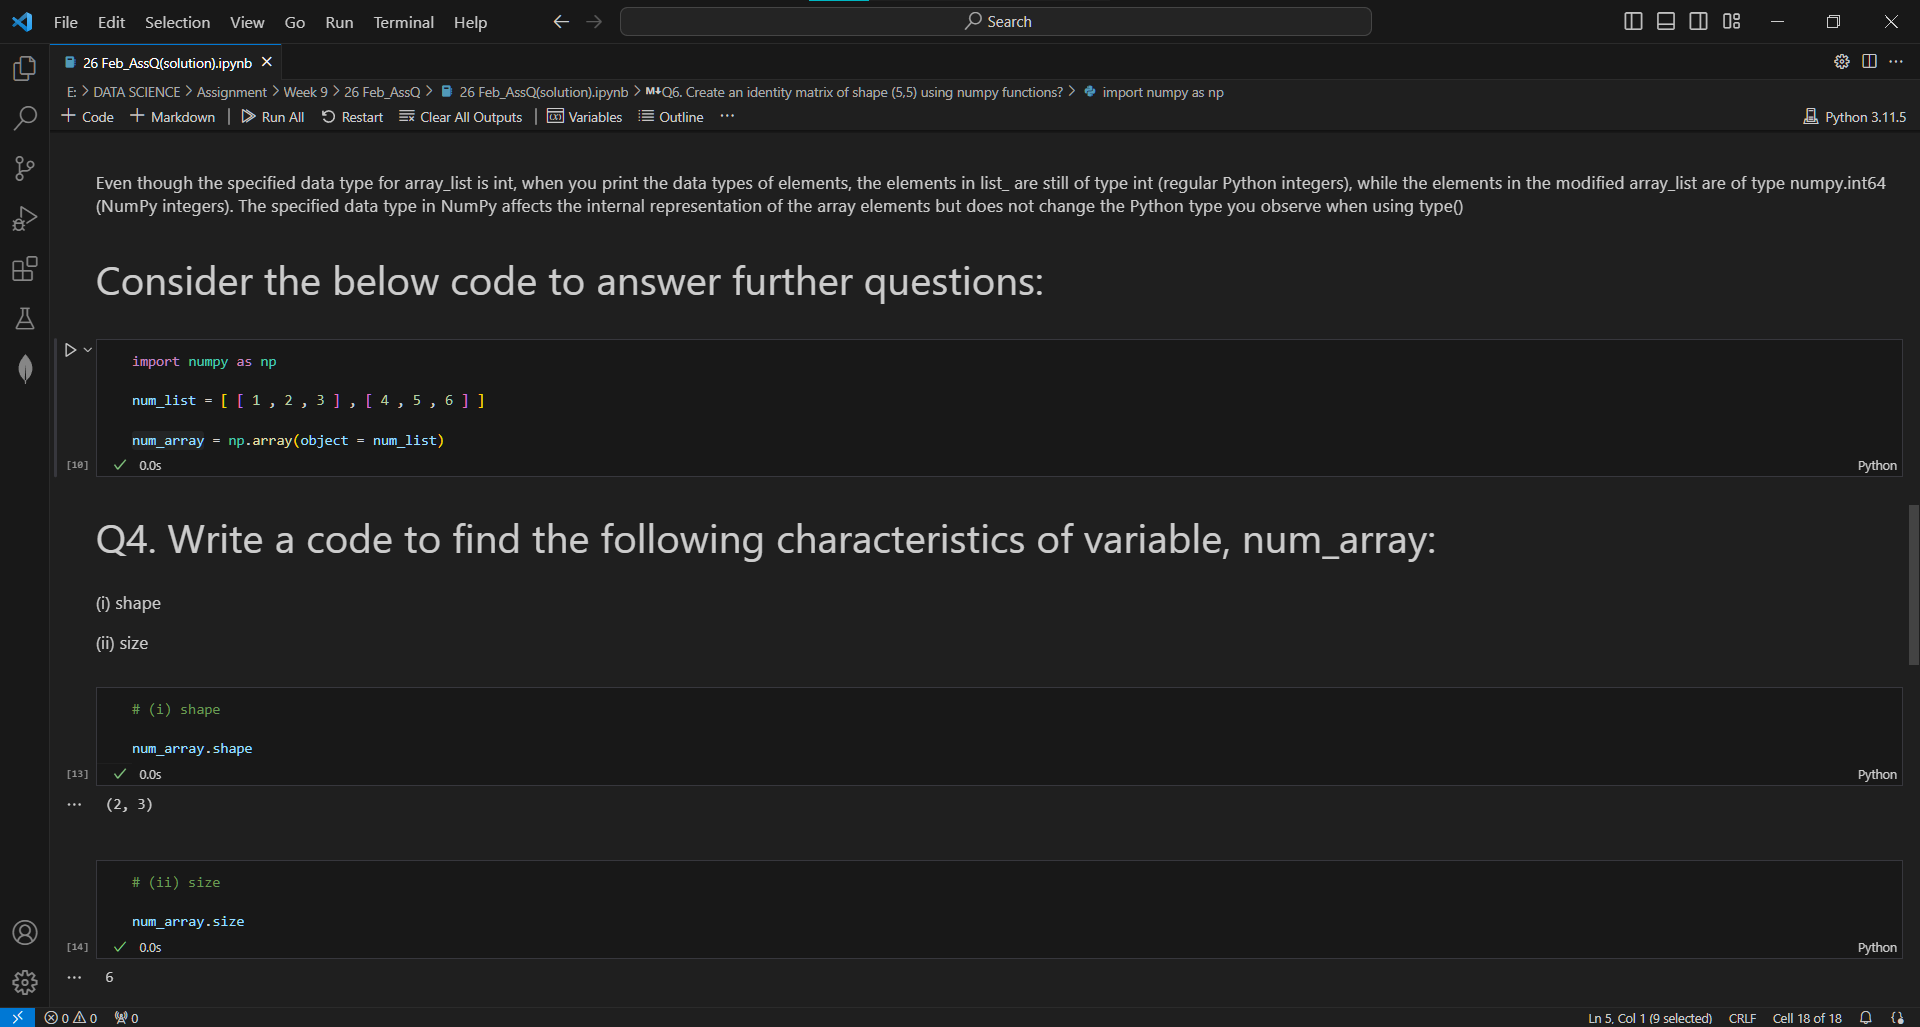 File Edit Selection View Go Run Terminal Help Search
26 Feb_AssQ(solution).ipynb
E: > DATA SCIENCE > Assignment > Week 9 > 26 Feb_AssQ > 26 Feb_AssQ(solution).ipynb > M↓Q6. Create an identity matrix of shape (5,5) using numpy functions? > import numpy as np
+ Code + Markdown | Run All Restart Clear All Outputs | Variables Outline ··· Python 3.11.5
Even though the specified data type for array_list is int, when you print the data types of elements, the elements in list_ are still of type int (regular Python integers), while the elements in the modified array_list are of type numpy.int64
(NumPy integers). The specified data type in NumPy affects the internal representation of the array elements but does not change the Python type you observe when using type()
Consider the below code to answer further questions:
import numpy as np
num_list = [ [ 1 , 2 , 3 ] , [ 4 , 5 , 6 ] ]
num_array = np.array(object = num_list)
[10] 0.0s Python
Q4. Write a code to find the following characteristics of variable, num_array:
(i) shape
(ii) size
# (i) shape
num_array.shape
[13] 0.0s Python
··· (2, 3)
# (ii) size
num_array.size
[14] 0.0s Python
··· 6
0 0 0 Ln 5, Col 1 (9 selected) CRLF Cell 18 of 18